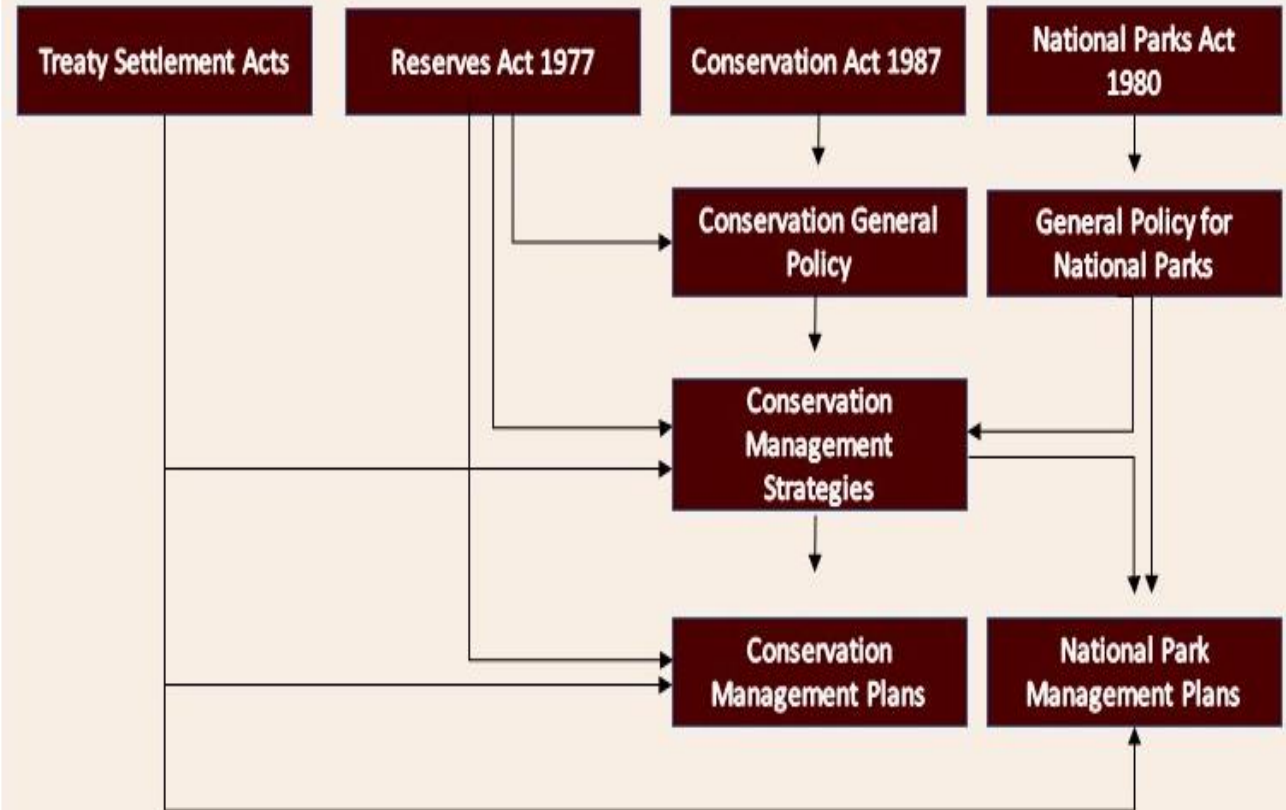 Treaty Settlement Acts
Reserves Act 1977
Conservation Act 1987
National Parks Act
1980
Conservation General
Policy
General Policy for
National Parks
Conservation
Management
Strategies
Conservation
Management Plans
National Park
Management Plans